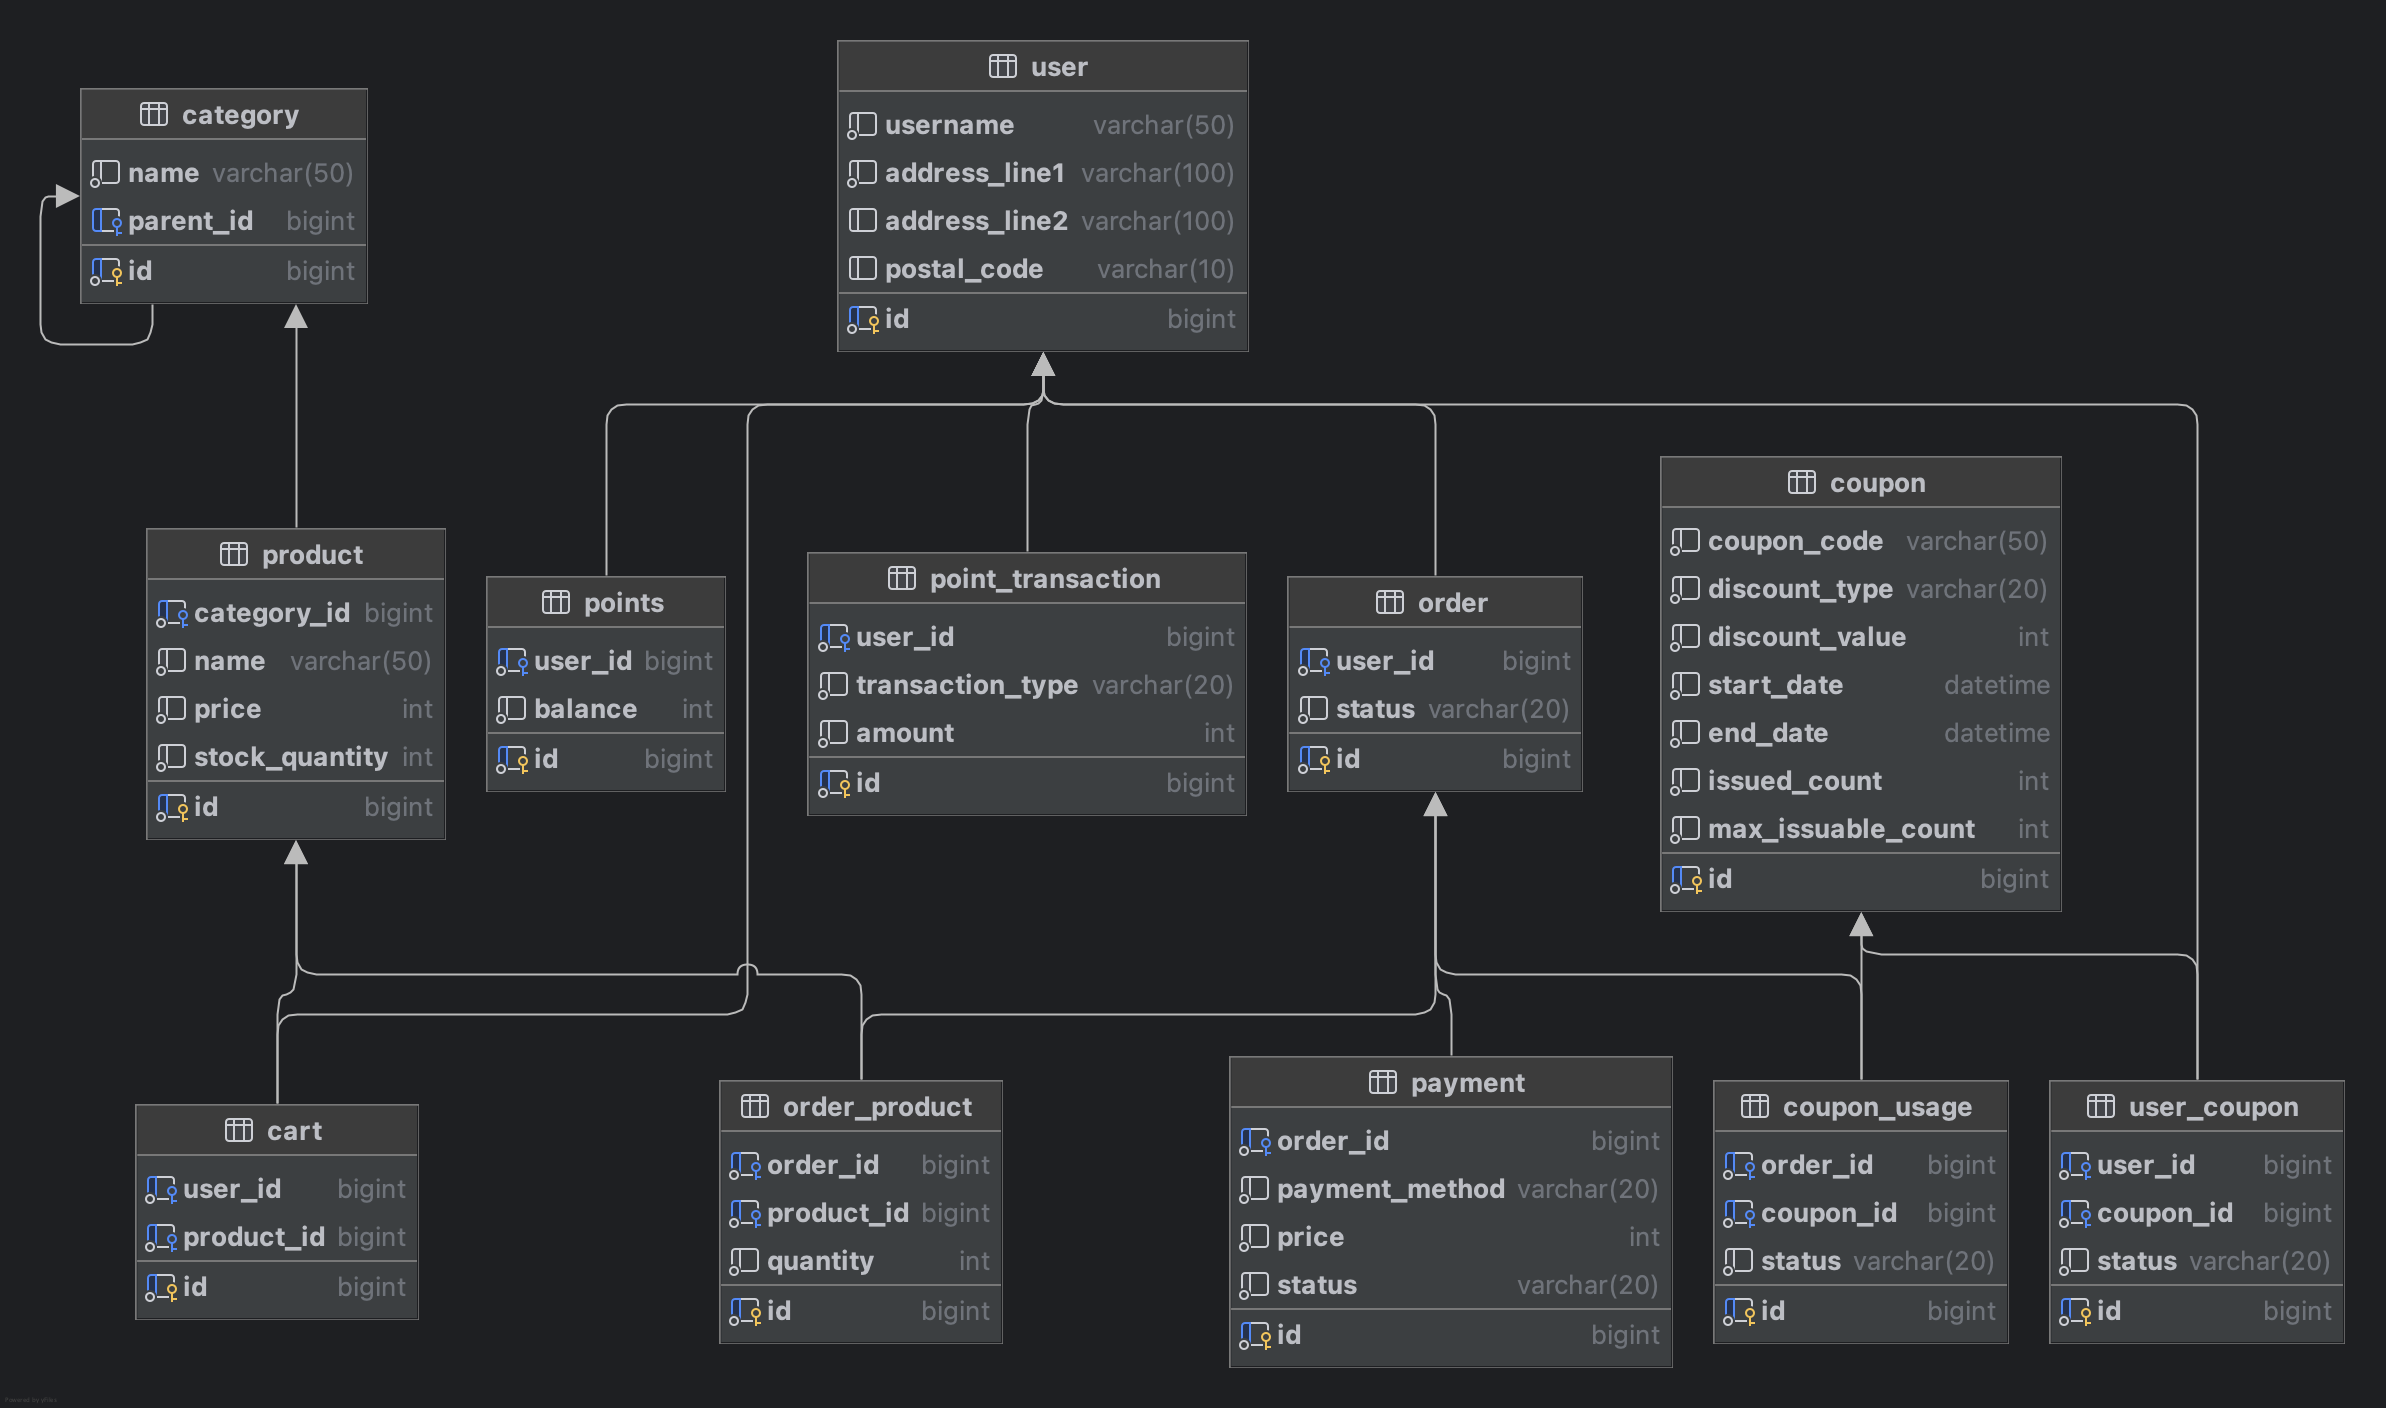 category
name varchar(50)
parent_id bigint
id bigint
user
username varchar(50)
address_line1 varchar(100)
address_line2 varchar(100)
postal_code varchar(10)
id bigint
product
category_id bigint
name varchar(50)
price int
stock_quantity int
id bigint
points
user_id bigint
balance int
id bigint
point_transaction
user_id bigint
transaction_type varchar(20)
amount int
id bigint
order
user_id bigint
status varchar(20)
id bigint
coupon
coupon_code varchar(50)
discount_type varchar(20)
discount_value int
start_date datetime
end_date datetime
issued_count int
max_issuable_count int
id bigint
cart
user_id bigint
product_id bigint
id bigint
order_product
order_id bigint
product_id bigint
quantity int
id bigint
payment
order_id bigint
payment_method varchar(20)
price int
status varchar(20)
id bigint
coupon_usage
order_id bigint
coupon_id bigint
status varchar(20)
id bigint
user_coupon
user_id bigint
coupon_id bigint
status varchar(20)
id bigint
Powered by yFiles